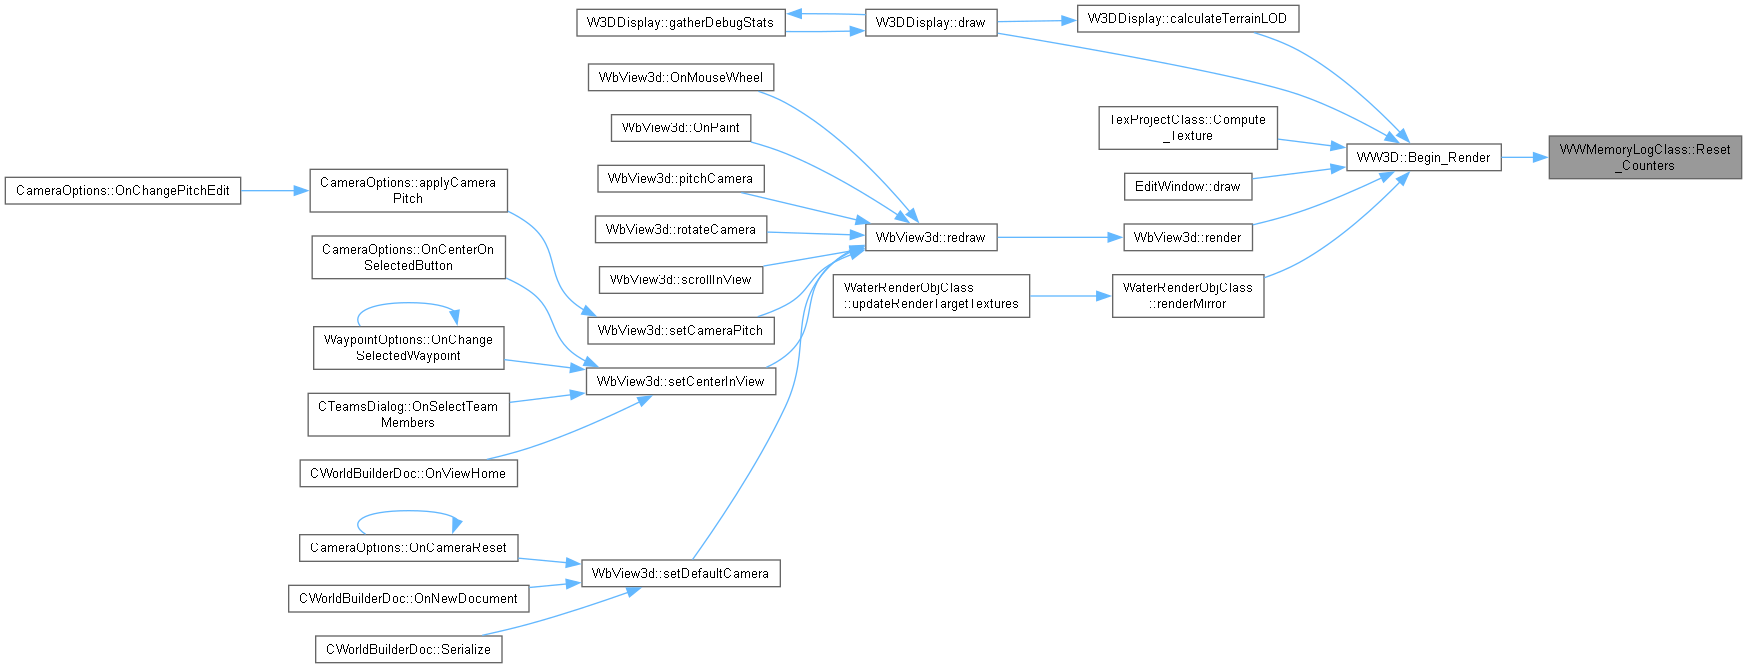 W3DDisplay::gatherDebugStats
W3DDisplay::draw
W3DDisplay::calculateTerrainLOD
WbView3d::OnMouseWheel
WbView3d::OnPaint
TexProjectClass::Compute
_Texture
WW3D::Begin_Render
WWMemoryLogClass::Reset
_Counters
CameraOptions::OnChangePitchEdit
CameraOptions::applyCamera
Pitch
WbView3d::pitchCamera
EditWindow::draw
WbView3d::rotateCamera
WbView3d::redraw
WbView3d::render
CameraOptions::OnCenterOn
SelectedButton
WbView3d::scrollInView
WaterRenderObjClass
::updateRenderTargetTextures
WaterRenderObjClass
::renderMirror
WbView3d::setCameraPitch
WaypointOptions::OnChange
SelectedWaypoint
WbView3d::setCenterInView
CTeamsDialog::OnSelectTeam
Members
CWorldBuilderDoc::OnViewHome
CameraOptions::OnCameraReset
WbView3d::setDefaultCamera
CWorldBuilderDoc::OnNewDocument
CWorldBuilderDoc::Serialize